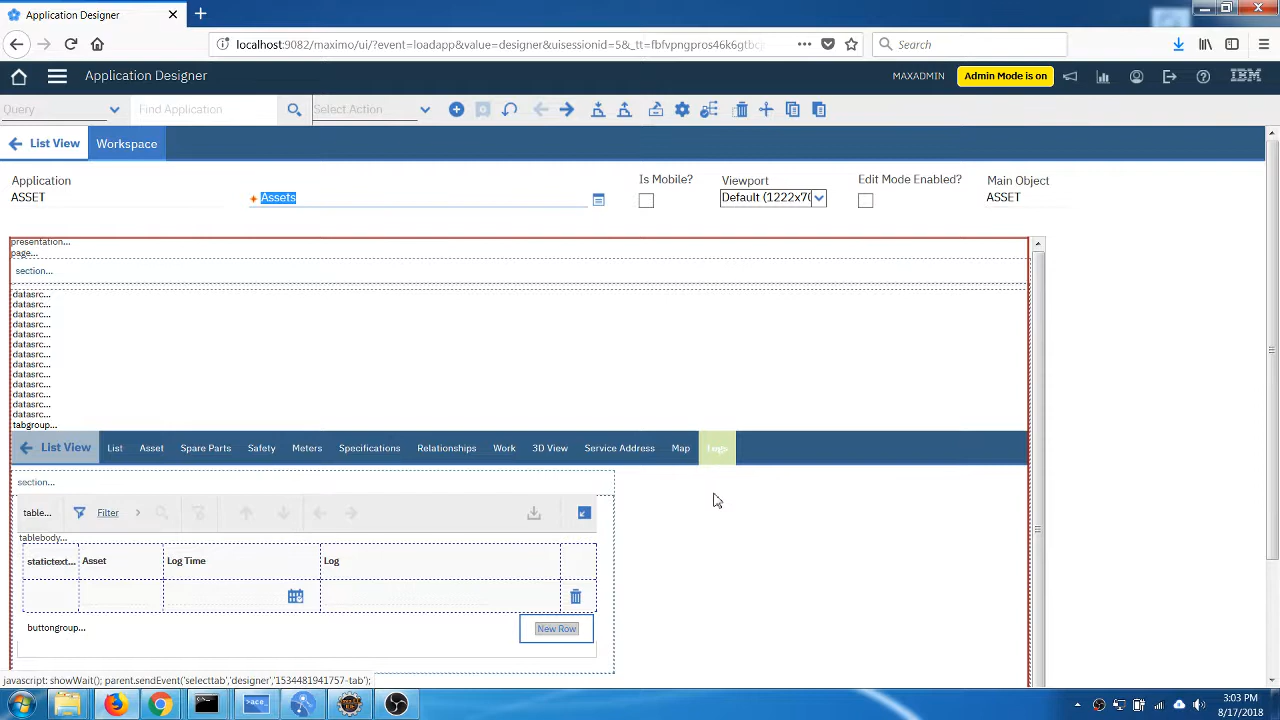 Application Designer
localhost:9082/maximo/ui/?event=loadapp&value=designer&uisessionid=5&_tt=fbfvpngpros46k6gtbcj
Search
Application Designer
MAXADMIN
Admin Mode is on
IBM
Query
Find Application
Select Action
List View
Workspace
Application
ASSET
Assets
Is Mobile?
Viewport
Default (1222x70
Edit Mode Enabled?
Main Object
ASSET
presentation...
page...
section...
datasrc...
datasrc...
datasrc...
datasrc...
datasrc...
datasrc...
datasrc...
datasrc...
datasrc...
datasrc...
datasrc...
datasrc...
datasrc...
tabgroup...
List View List Asset Spare Parts Safety Meters Specifications Relationships Work 3D View Service Address Map Logs
section...
table... Filter
tablebody...
statictext... Asset Log Time Log
buttongroup... New Row
javascript: showWait(); parent.sendEvent('selecttab','designer','1534481941757-tab');
3:03 PM
8/17/2018